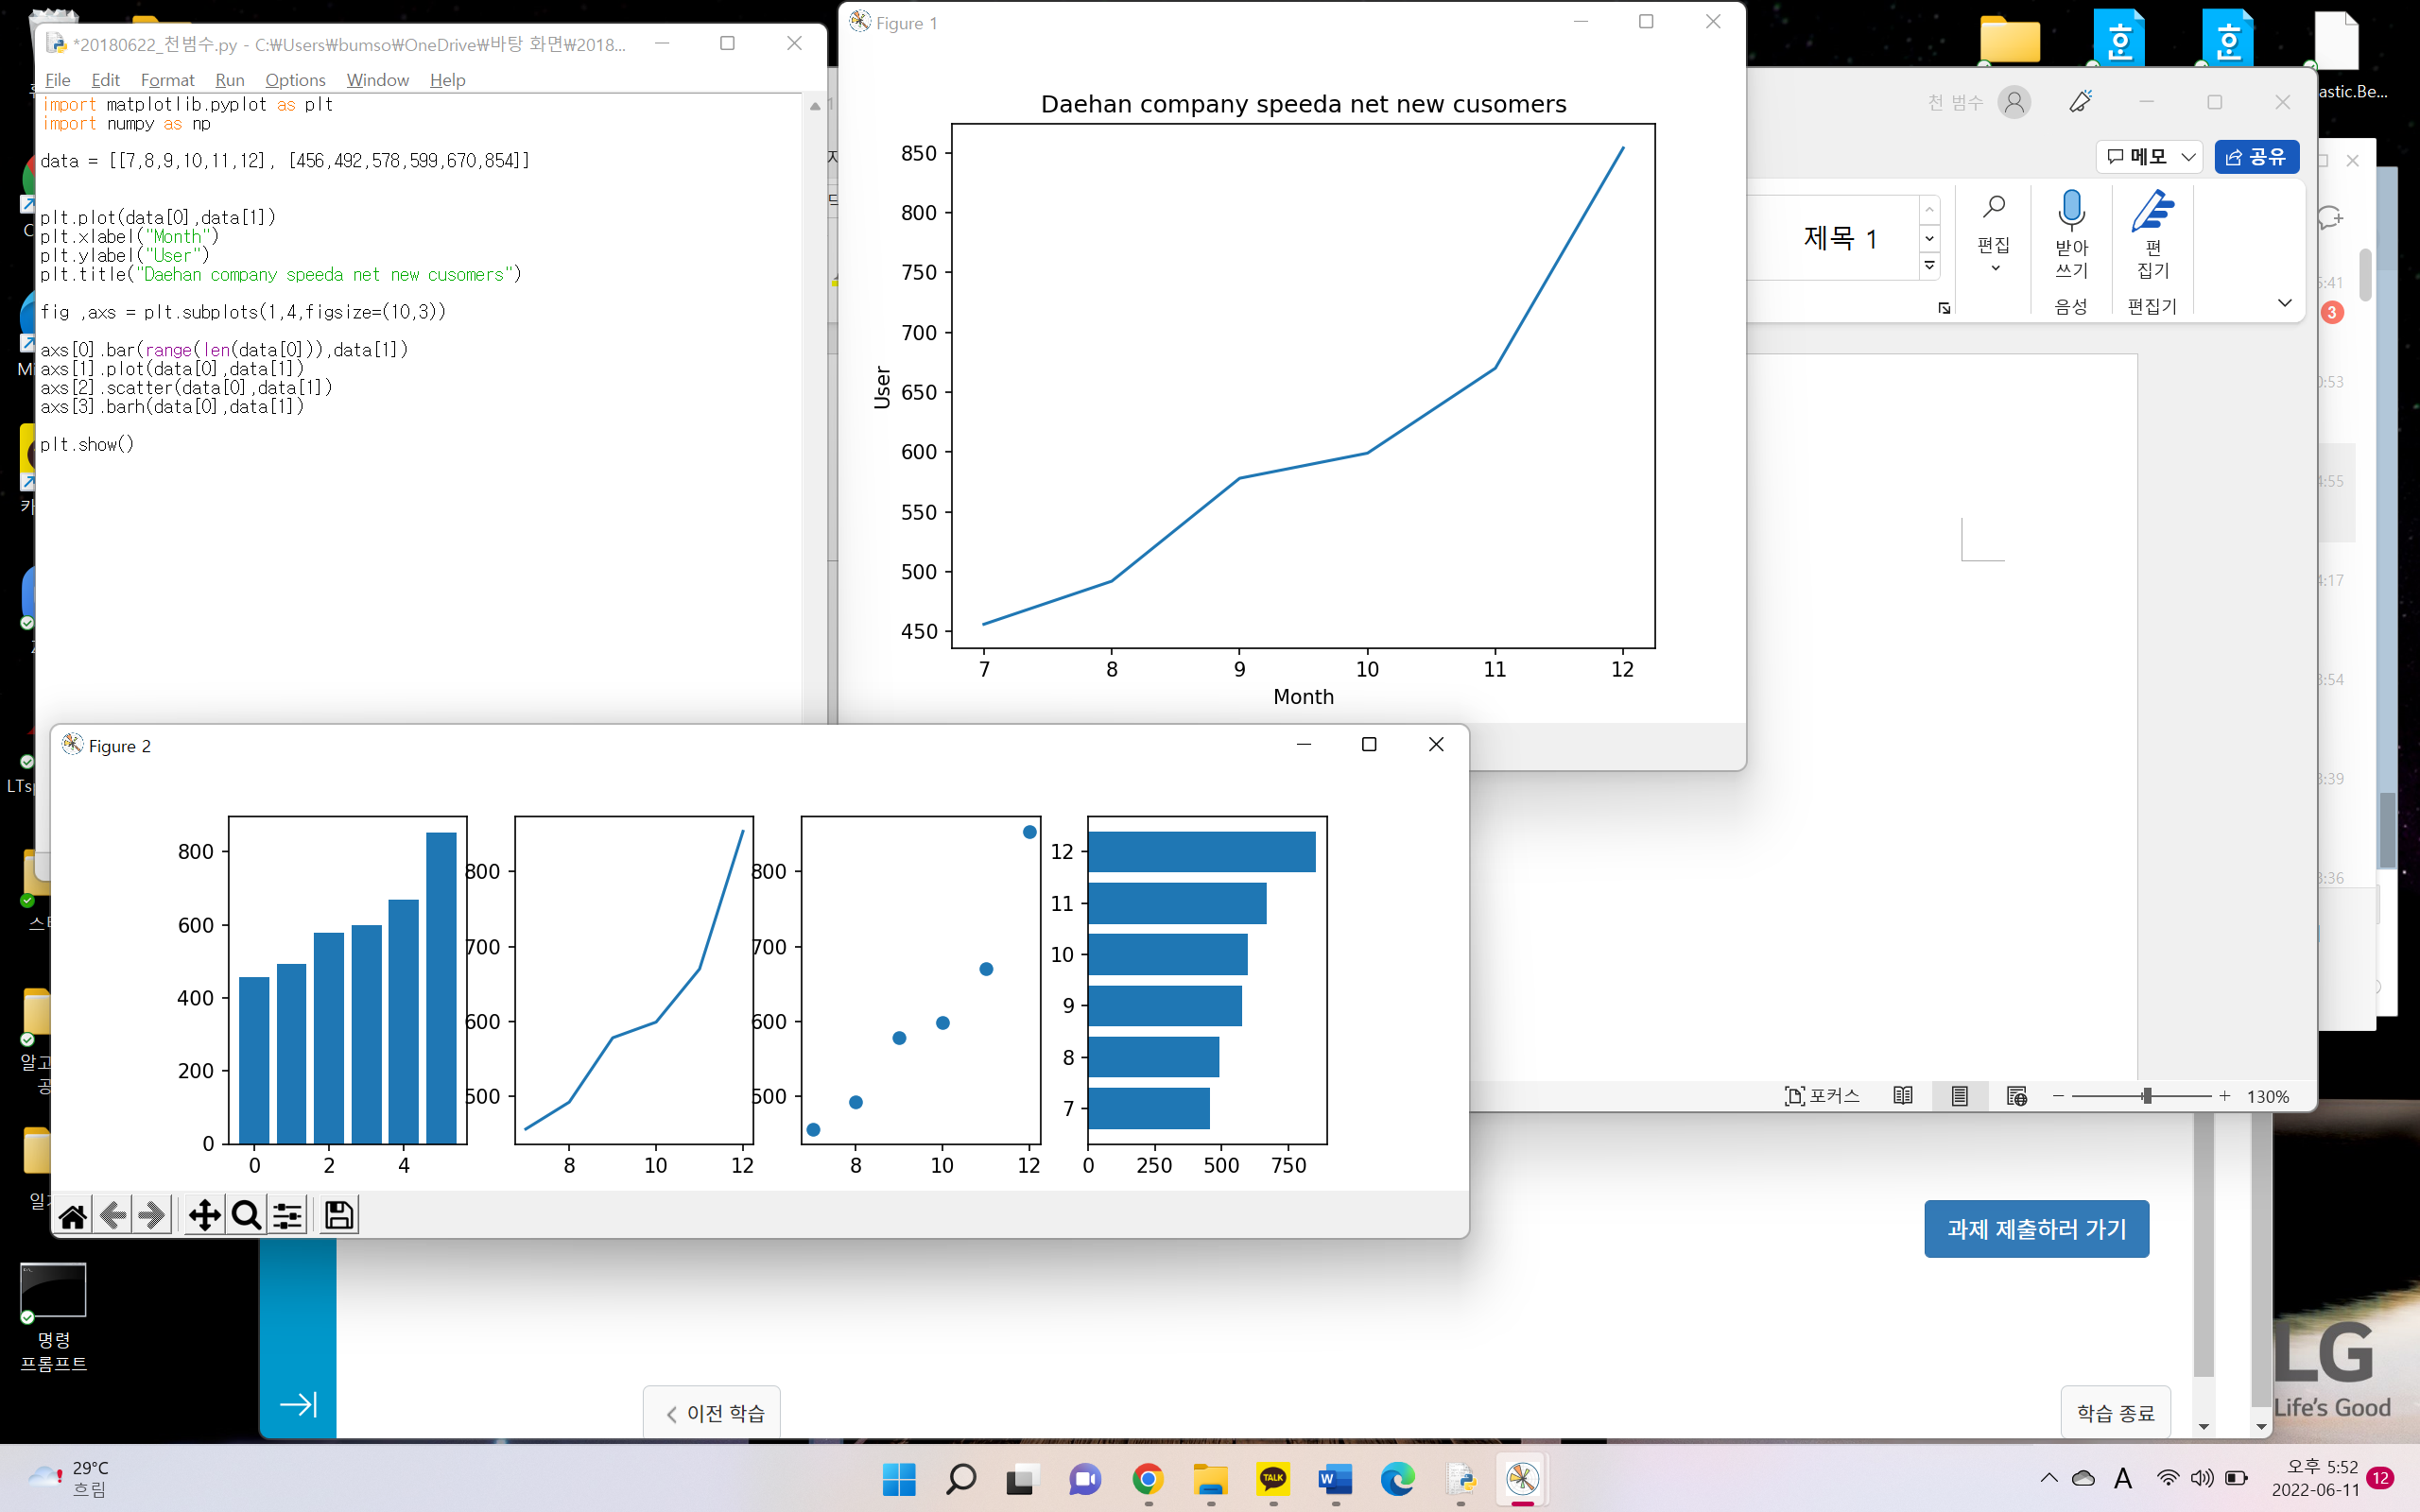 *20180622_천범수.py - C:₩Users₩bumso₩OneDrive₩바탕 화면₩2018...
File Edit Format Run Options Window Help
import matplotlib.pyplot as plt
import numpy as np
data = [[7,8,9,10,11,12], [456,492,578,599,670,854]]
plt.plot(data[0],data[1])
plt.xlabel("Month")
plt.ylabel("User")
plt.title("Daehan company speeda net new cusomers")
fig ,axs = plt.subplots(1,4,figsize=(10,3))
axs[0].bar(range(len(data[0])),data[1])
axs[1].plot(data[0],data[1])
axs[2].scatter(data[0],data[1])
axs[3].barh(data[0],data[1])
plt.show()
Figure 1
Daehan company speeda net new cusomers
850
800
750
700
650
600
550
500
450
User
7 8 9 10 11 12
Month
천 범수
메모
공유
제목 1
편집
받아
쓰기
음성
편
집기
편집기
3
Figure 2
800
600
400
200
0
0 2 4
800
700
600
500
8 10 12
800
700
600
500
8 10 12
12
11
10
9
8
7
0 250 500 750
포커스
130%
과제 제출하러 가기
이전 학습
학습 종료
명령
프롬프트
LG
Life's Good
29°C
흐림
TALK
W
A
오후 5:52
2022-06-11
12